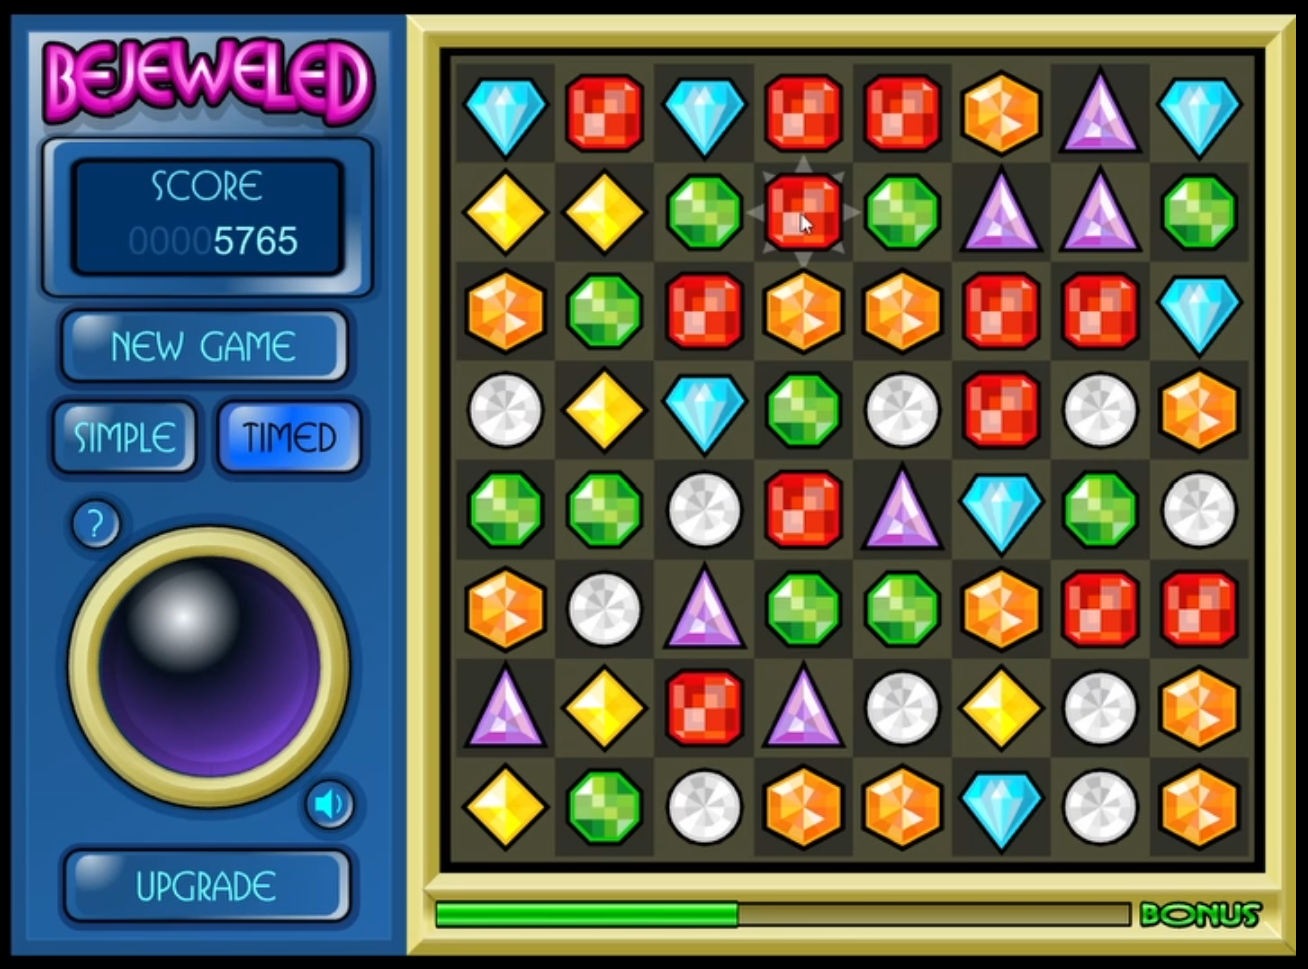 BEJEWELED
SCORE
00005765
NEW GAME
SIMPLE
TIMED
?
UPGRADE
BONUS